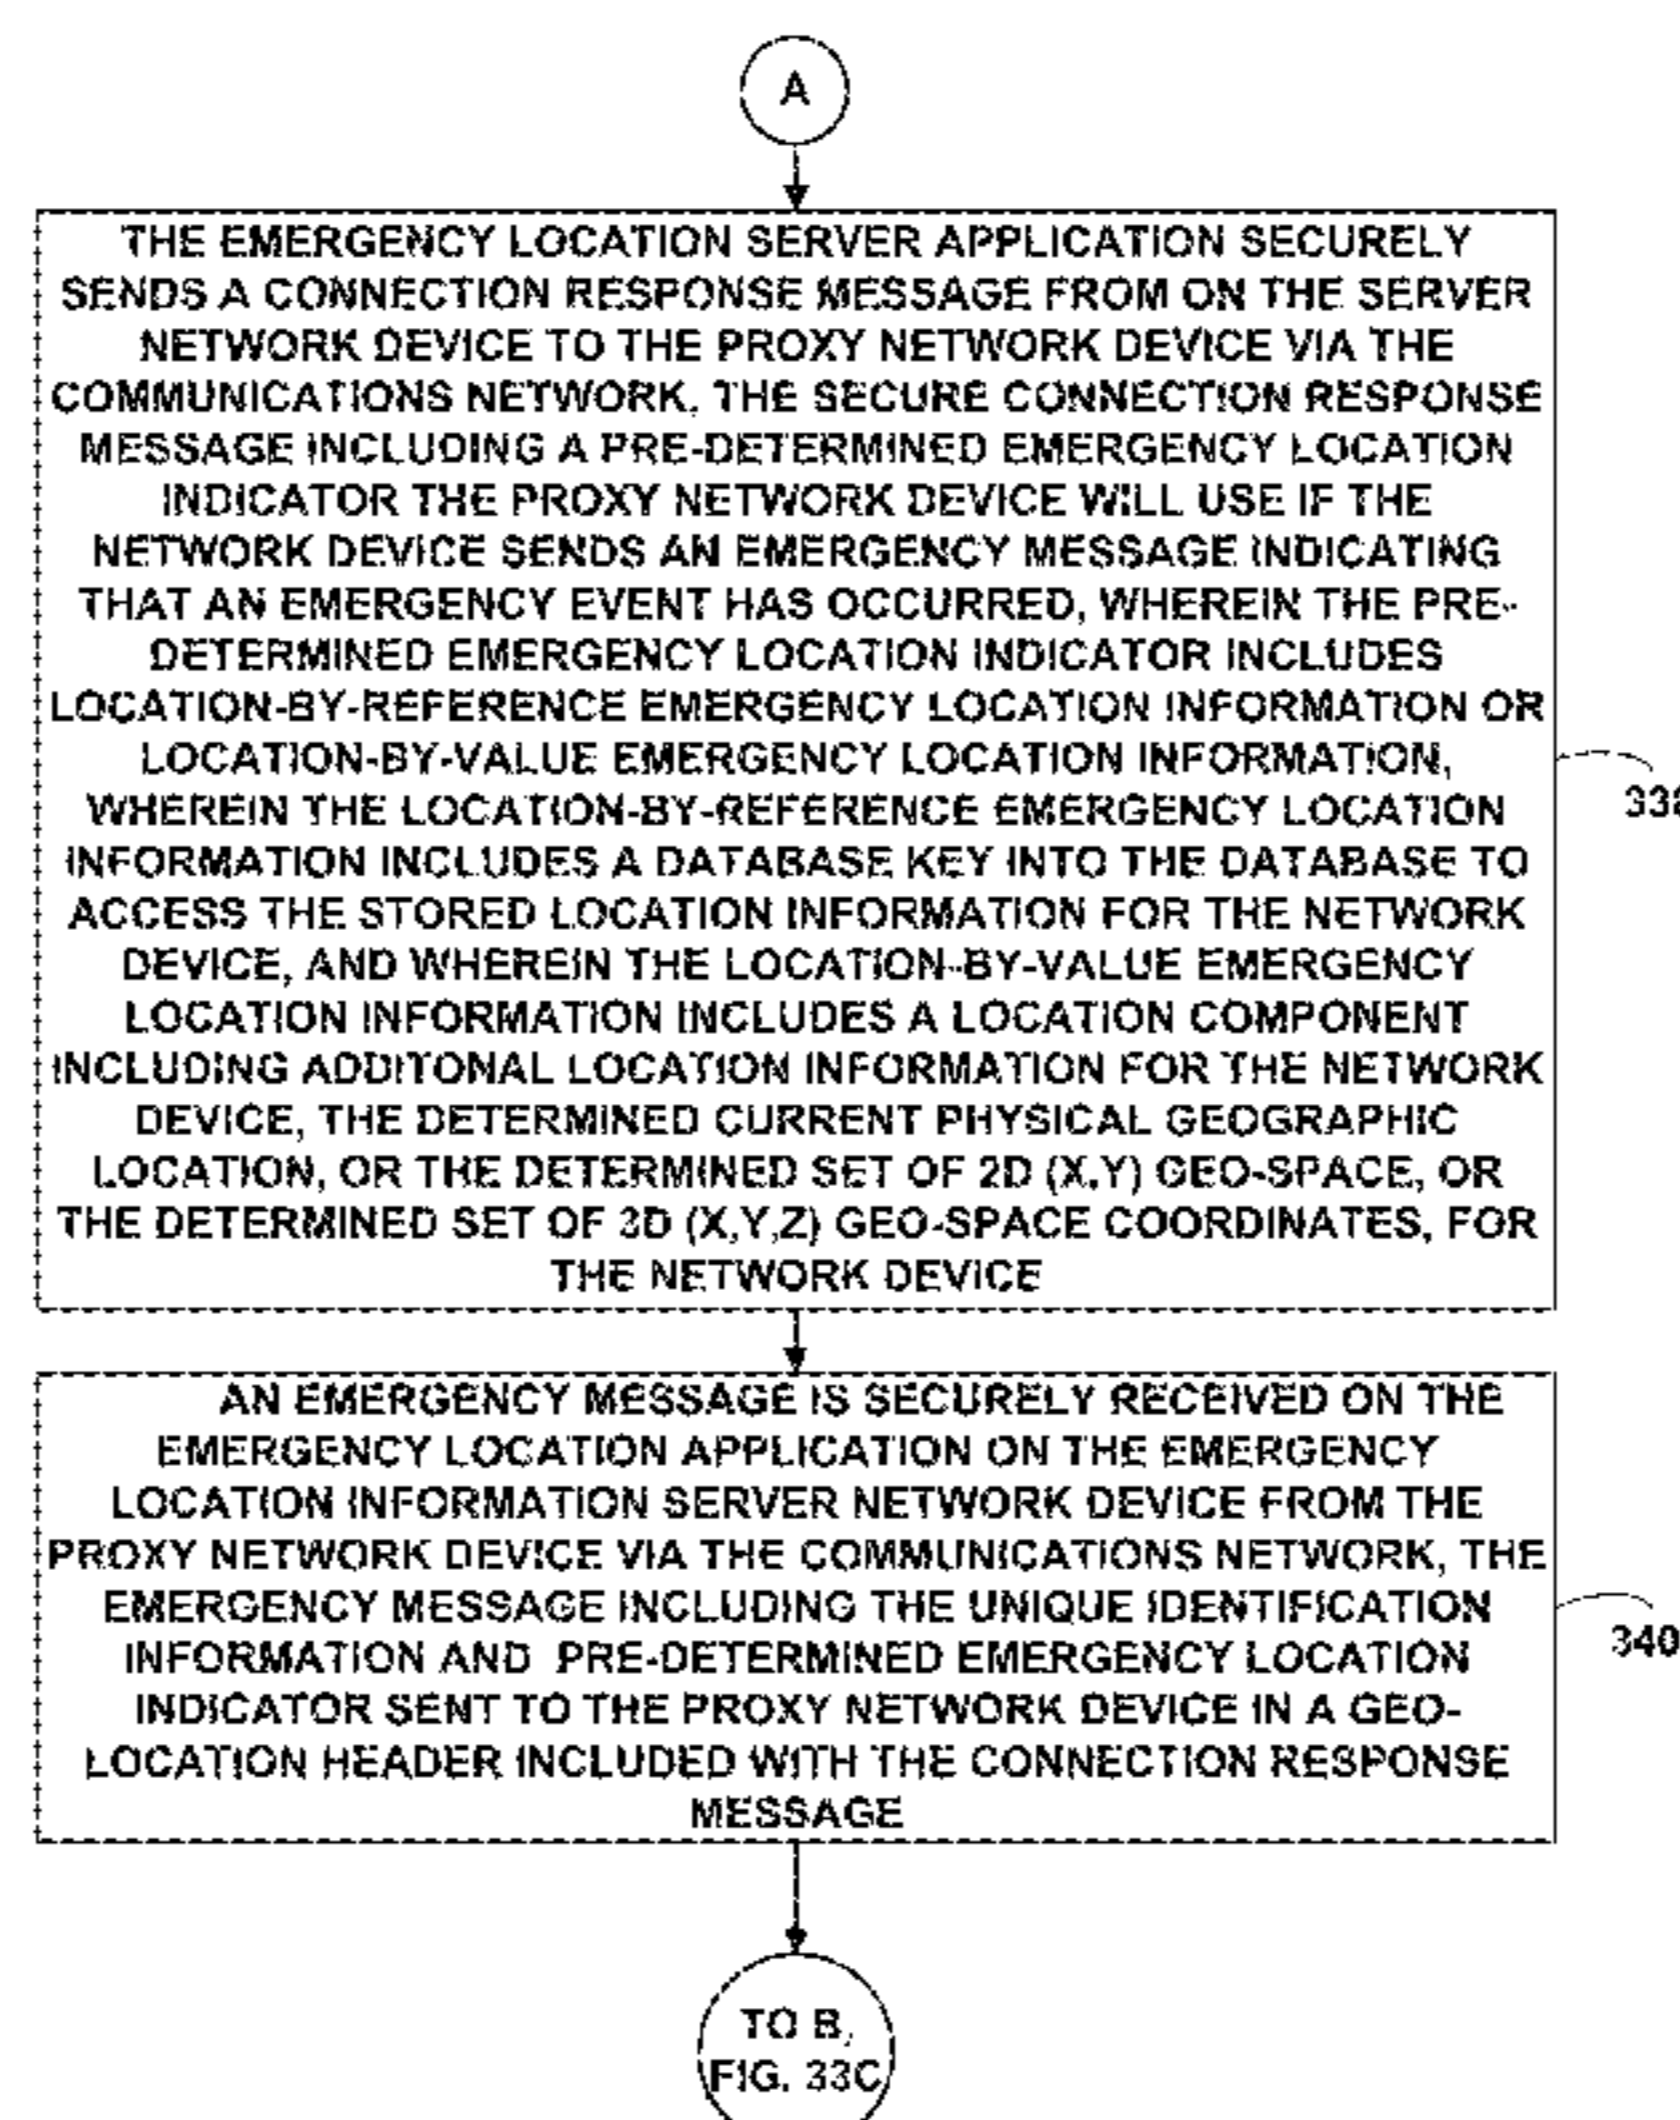 A
THE EMERGENCY LOCATION SERVER APPLICATION SECURELY
SENDS A CONNECTION RESPONSE MESSAGE FROM ON THE SERVER
NETWORK DEVICE TO THE PROXY NETWORK DEVICE VIA THE
COMMUNICATIONS NETWORK, THE SECURE CONNECTION RESPONSE
MESSAGE INCLUDING A PRE-DETERMINED EMERGENCY LOCATION
INDICATOR THE PROXY NETWORK DEVICE WILL USE IF THE
NETWORK DEVICE SENDS AN EMERGENCY MESSAGE INDICATING
THAT AN EMERGENCY EVENT HAS OCCURRED, WHEREIN THE PRE-
DETERMINED EMERGENCY LOCATION INDICATOR INCLUDES
LOCATION-BY-REFERENCE EMERGENCY LOCATION INFORMATION OR
LOCATION-BY-VALUE EMERGENCY LOCATION INFORMATION,
WHEREIN THE LOCATION-BY-REFERENCE EMERGENCY LOCATION
INFORMATION INCLUDES A DATABASE KEY INTO THE DATABASE TO
ACCESS THE STORED LOCATION INFORMATION FOR THE NETWORK
DEVICE, AND WHEREIN THE LOCATION-BY-VALUE EMERGENCY
LOCATION INFORMATION INCLUDES A LOCATION COMPONENT
INCLUDING ADDITONAL LOCATION INFORMATION FOR THE NETWORK
DEVICE, THE DETERMINED CURRENT PHYSICAL GEOGRAPHIC
LOCATION, OR THE DETERMINED SET OF 2D (X,Y) GEO-SPACE, OR
THE DETERMINED SET OF 3D (X,Y,Z) GEO-SPACE COORDINATES, FOR
THE NETWORK DEVICE
AN EMERGENCY MESSAGE IS SECURELY RECEIVED ON THE
EMERGENCY LOCATION APPLICATION ON THE EMERGENCY
LOCATION INFORMATION SERVER NETWORK DEVICE FROM THE
PROXY NETWORK DEVICE VIA THE COMMUNICATIONS NETWORK, THE
EMERGENCY MESSAGE INCLUDING THE UNIQUE IDENTIFICATION
INFORMATION AND PRE-DETERMINED EMERGENCY LOCATION
INDICATOR SENT TO THE PROXY NETWORK DEVICE IN A GEO-
LOCATION HEADER INCLUDED WITH THE CONNECTION RESPONSE
MESSAGE
340
TO B,
FIG. 33C